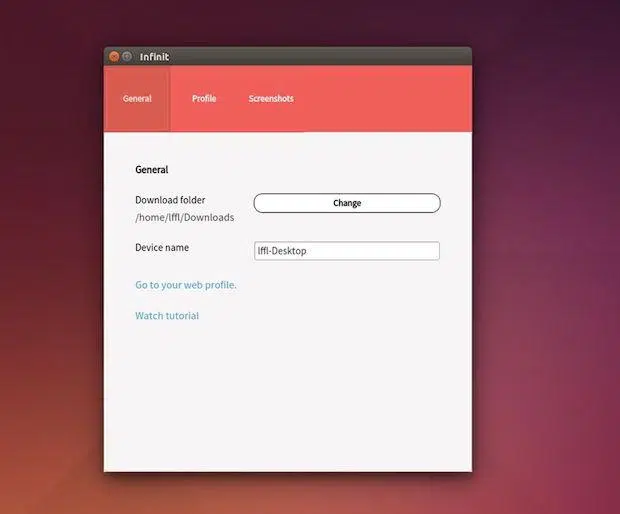 Infinit
General Profile Screenshots
General
Download folder Change
/home/lffl/Downloads
Device name lffl-Desktop
Go to your web profile.
Watch tutorial